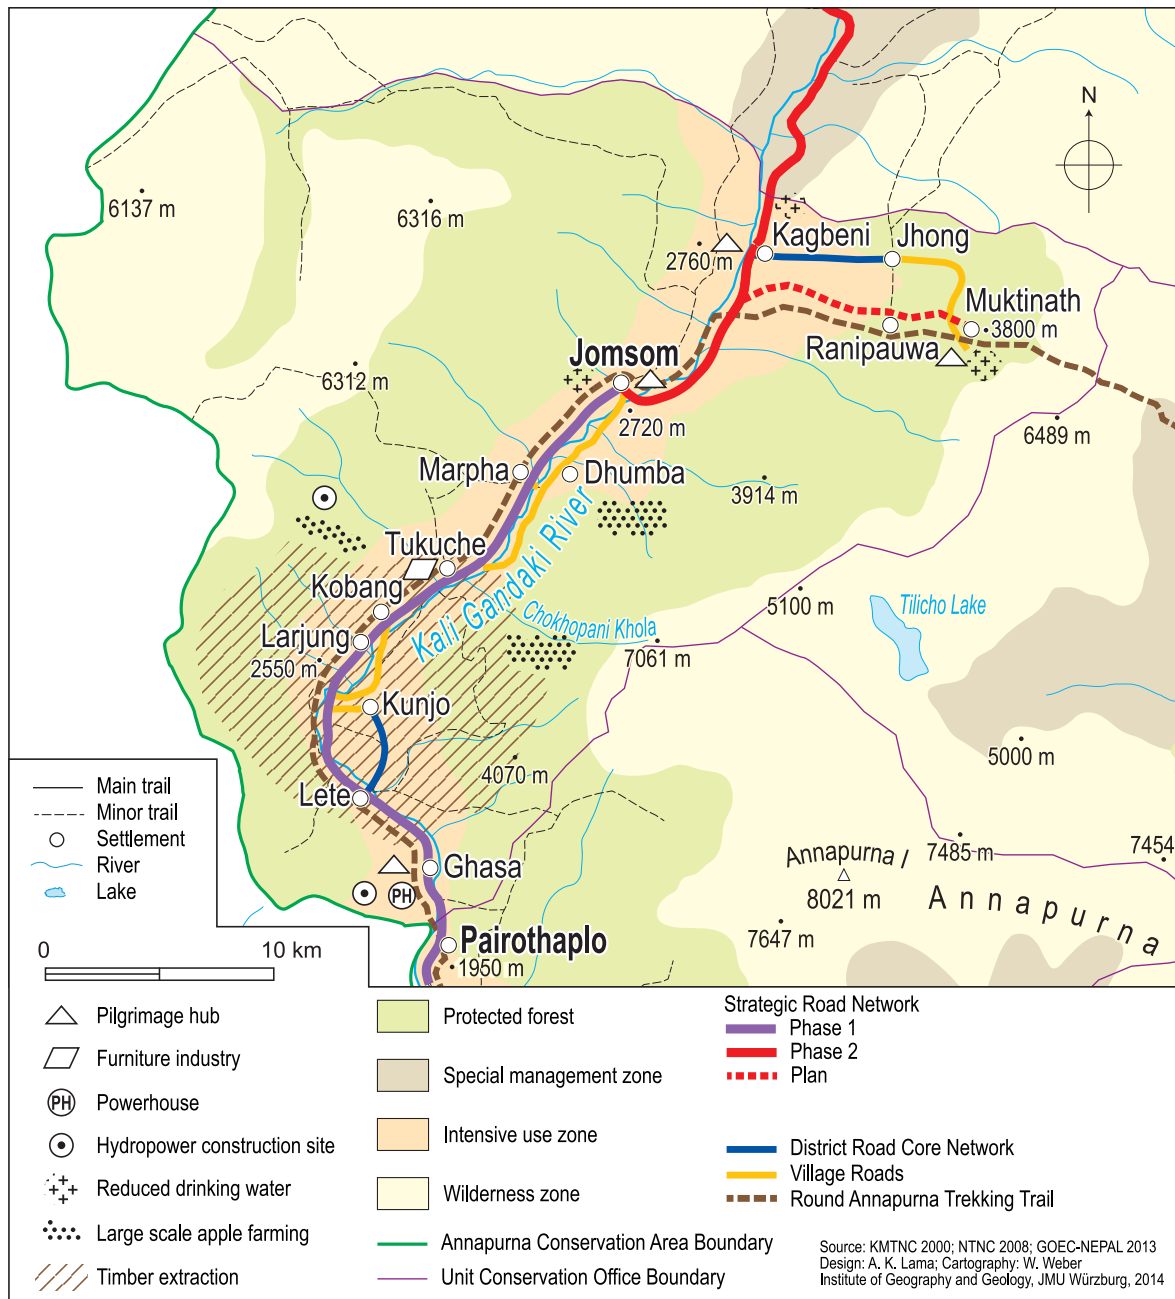 N
6137 m
6316 m
2760 m
Kagbeni
Jhong
Muktinath
3800 m
Ranipauwa
Jomsom
6312 m
2720 m
6489 m
Marpha
Dhumba
3914 m
Kali Gandaki River
Tukuche
Kobang
5100 m
Tilicho Lake
Chokhopani Khola
Larjung
2550 m
7061 m
Kunjo
5000 m
4070 m
Lete
Ghasa
Annapurna I
8021 m
7485 m
7454
Annapurna
7647 m
Pairothaplo
1950 m
Main trail
Minor trail
Settlement
River
Lake
0 10 km
Pilgrimage hub
Furniture industry
PH Powerhouse
PH
Hydropower construction site
Reduced drinking water
Large scale apple farming
Timber extraction
Protected forest
Special management zone
Intensive use zone
Wilderness zone
Annapurna Conservation Area Boundary
Unit Conservation Office Boundary
Strategic Road Network
Phase 1
Phase 2
Plan
District Road Core Network
Village Roads
Round Annapurna Trekking Trail
Source: KMTNC 2000; NTNC 2008; GOEC-NEPAL 2013
Design: A. K. Lama; Cartography: W. Weber
Institute of Geography and Geology, JMU Würzburg, 2014